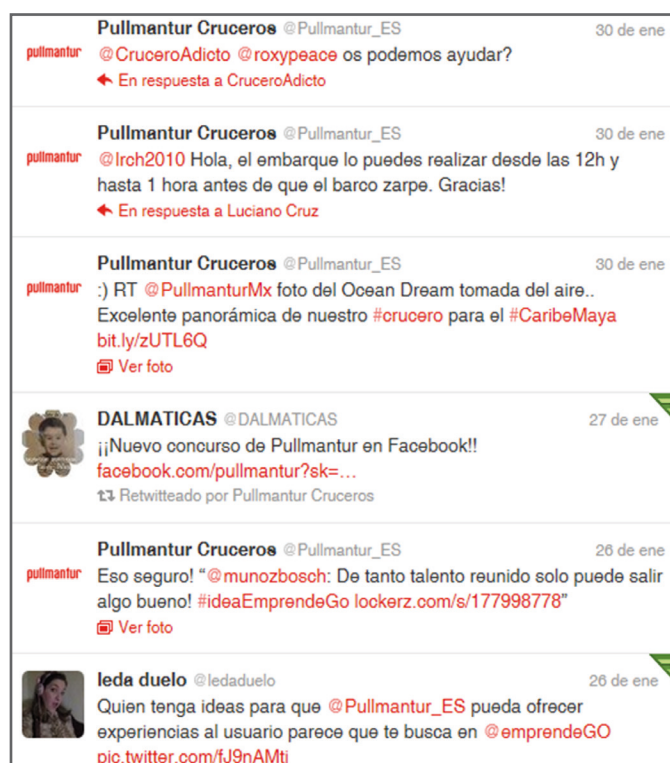 Pullmantur Cruceros @Pullmantur_ES 30 de ene
pullmantur @CruceroAdicto @roxypeace os podemos ayudar?
En respuesta a CruceroAdicto
Pullmantur Cruceros @Pullmantur_ES 30 de ene
pullmantur @lrch2010 Hola, el embarque lo puedes realizar desde las 12h y
hasta 1 hora antes de que el barco zarpe. Gracias!
En respuesta a Luciano Cruz
Pullmantur Cruceros @Pullmantur_ES 30 de ene
pullmantur :) RT @PullmanturMx foto del Ocean Dream tomada del aire..
Excelente panorámica de nuestro #crucero para el #CaribeMaya
bit.ly/zUTL6Q
Ver foto
DALMATICAS @DALMATICAS 27 de ene
¡¡Nuevo concurso de Pullmantur en Facebook!!
facebook.com/pullmantur?sk=…
Retwitteado por Pullmantur Cruceros
Pullmantur Cruceros @Pullmantur_ES 26 de ene
pullmantur Eso seguro! “@munozbosch: De tanto talento reunido solo puede salir
algo bueno! #ideaEmprendeGo lockerz.com/s/177998778”
Ver foto
leda duelo @ledaduelo 26 de ene
Quien tenga ideas para que @Pullmantur_ES pueda ofrecer
experiencias al usuario parece que te busca en @emprendeGO
pic.twitter.com/fJ9nAMti